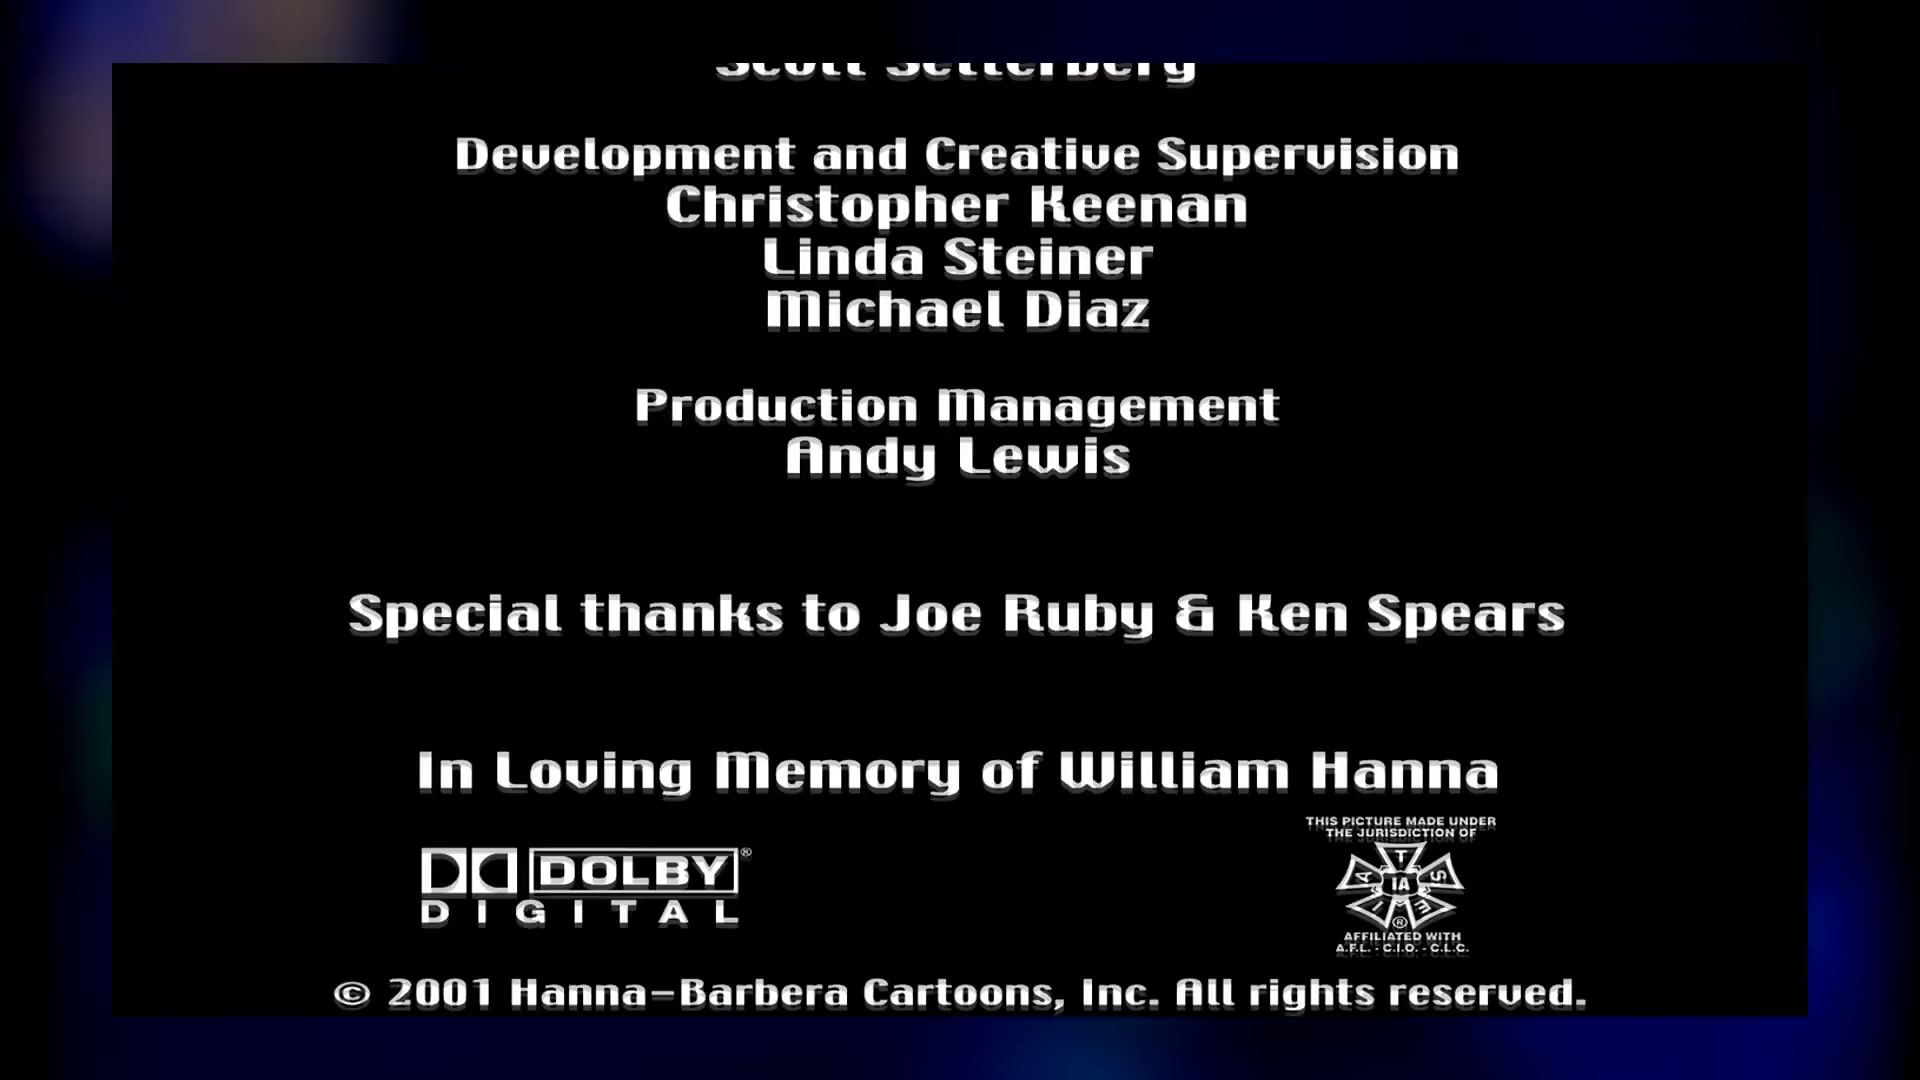 Scott Setterberg
Development and Creative Supervision
Christopher Keenan
Linda Steiner
Michael Diaz
Production Management
Andy Lewis
Special thanks to Joe Ruby & Ken Spears
In Loving Memory of William Hanna
THIS PICTURE MADE UNDER
THE JURISDICTION OF
I A T S E
IA
®
AFFILIATED WITH
A.F.L. - C.I.O. - C.L.C.
DOLBY®
DIGITAL
© 2001 Hanna-Barbera Cartoons, Inc. All rights reserved.